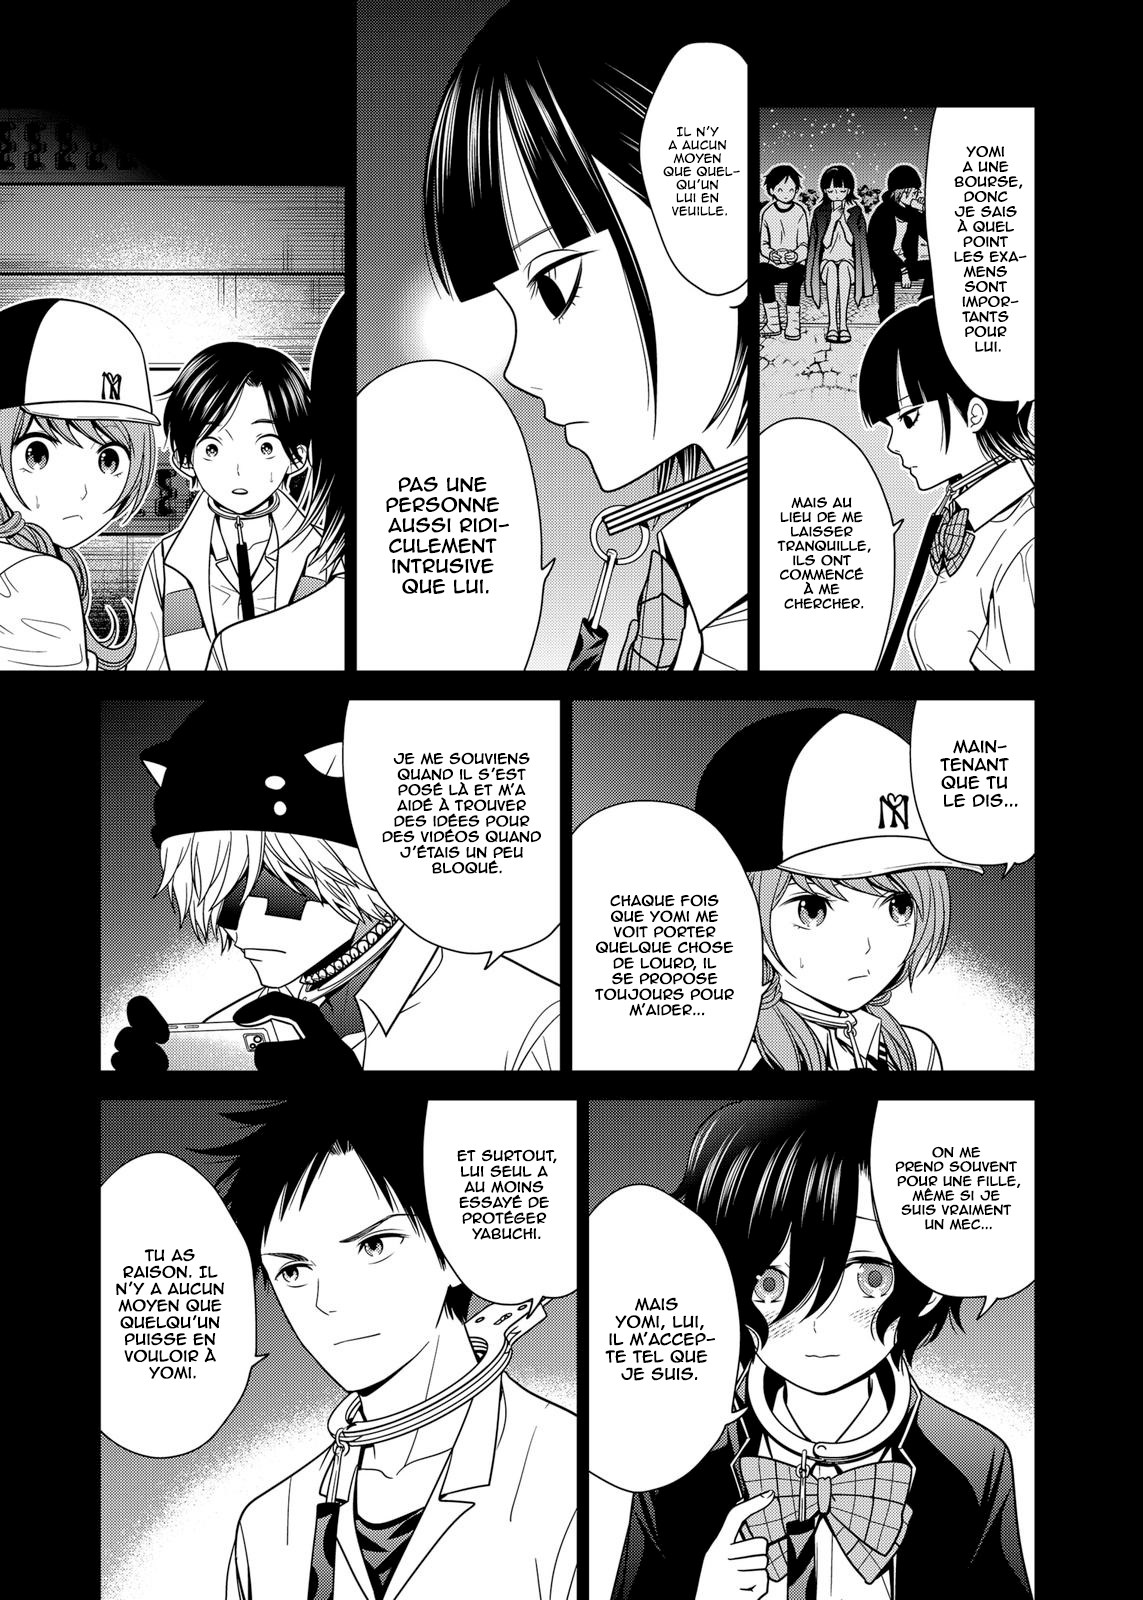 YOMI
A UNE
BOURSE,
DONC
JE SAIS
À QUEL
POINT
LES EXA-
MENS
SONT
IMPOR-
TANTS
POUR
LUI.
MAIS AU
LIEU DE ME
LAISSER
TRANQUILLE,
ILS ONT
COMMENCÉ
À ME
CHERCHER.
IL N'Y
A AUCUN
MOYEN
QUE QUEL-
QU'UN
LUI EN
VEUILLE.
PAS UNE
PERSONNE
AUSSI RIDI-
CULEMENT
INTRUSIVE
QUE LUI.
NY
MAIN-
TENANT
QUE TU
LE DIS...
NY
CHAQUE FOIS
QUE YOMI ME
VOIT PORTER
QUELQUE CHOSE
DE LOURD, IL
SE PROPOSE
TOUJOURS POUR
M'AIDER...
JE ME SOUVIENS
QUAND IL S'EST
POSÉ LÀ ET M'A
AIDÉ À TROUVER
DES IDÉES POUR
DES VIDÉOS QUAND
J'ÉTAIS UN PEU
BLOQUÉ.
ON ME
PREND SOUVENT
POUR UNE FILLE,
MÊME SI JE
SUIS VRAIMENT
UN MEC...
MAIS
YOMI, LUI,
IL M'ACCEP-
TE TEL QUE
JE SUIS.
ET SURTOUT,
LUI SEUL A
AU MOINS
ESSAYÉ DE
PROTÉGER
YABUCHI.
TU AS
RAISON. IL
N'Y A AUCUN
MOYEN QUE
QUELQU'UN
PUISSE EN
VOULOIR À
YOMI.